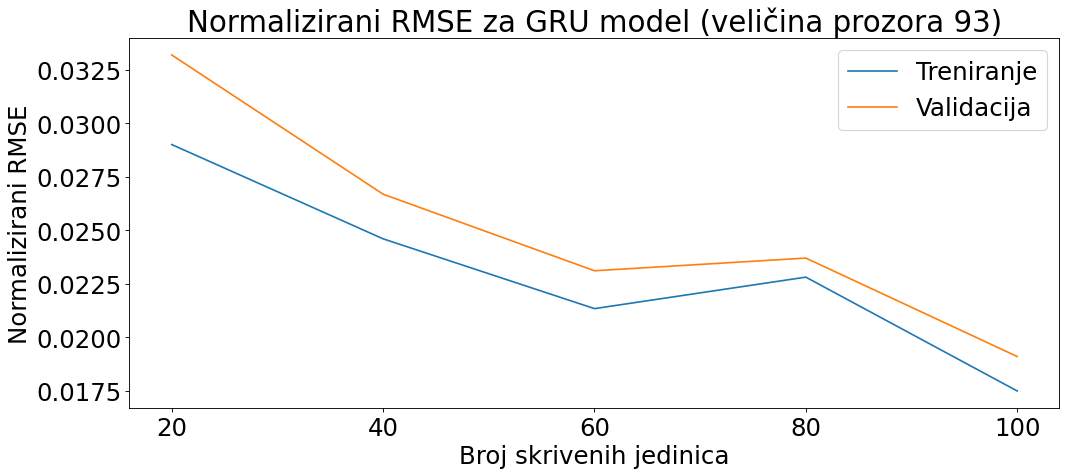 Normalizirani RMSE za GRU model (veličina prozora 93)
Treniranje
Validacija
Normalizirani RMSE
0.0325
0.0300
0.0275
0.0250
0.0225
0.0200
0.0175
20 40 60 80 100
Broj skrivenih jedinica